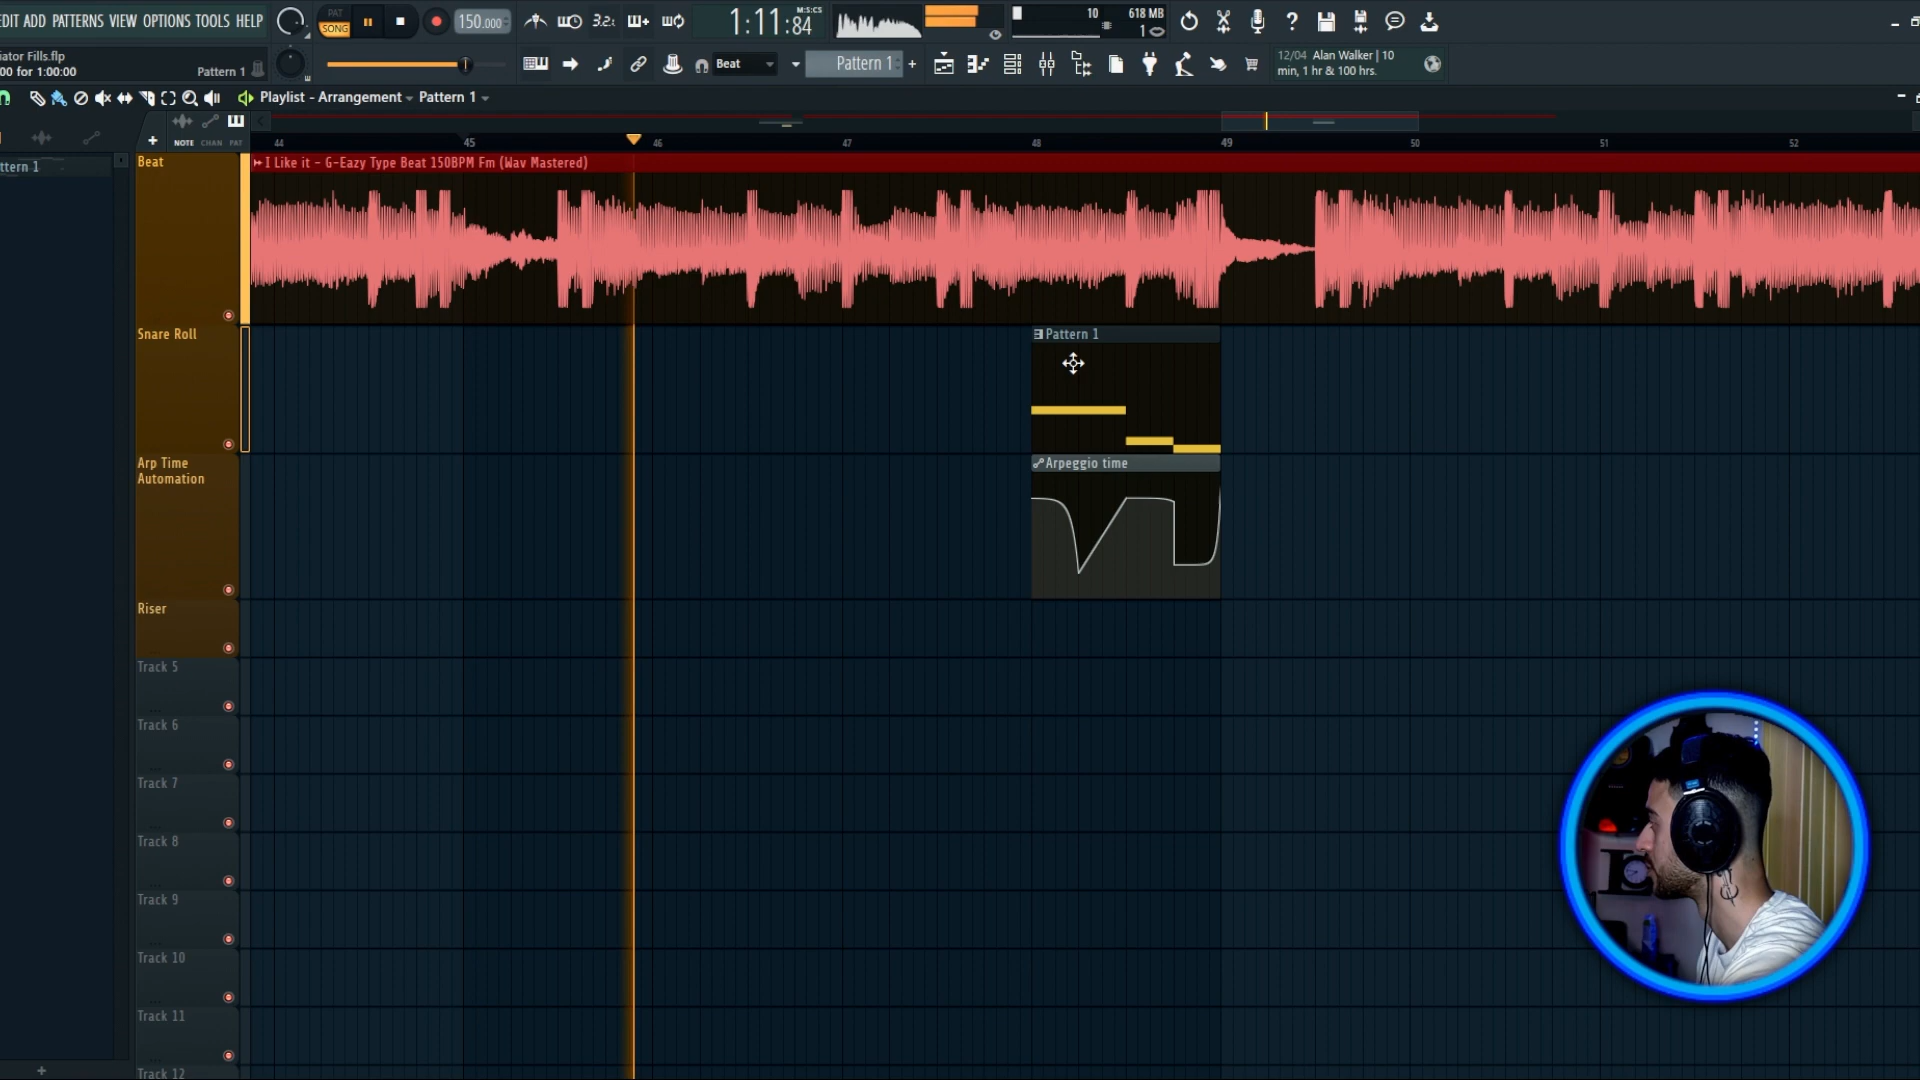 EDIT ADD PATTERNS VIEW OPTIONS TOOLS HELP
PAT
SONG
150.000
3.2.
1:11:84
M:S:CS
10
618 MB
1
iator Fills.flp
00 for 1:00:00
Pattern 1
Beat
Pattern 1
12/04 Alan Walker | 10
min, 1 hr & 100 hrs.
Playlist - Arrangement
Pattern 1
NOTE CHAN PAT
44 45 46 47 48 49 50 51 52
ttern 1
Beat
I Like it - G-Eazy Type Beat 150BPM Fm (Wav Mastered)
Snare Roll
Pattern 1
Arp Time
Automation
Arpeggio time
Riser
Track 5
Track 6
Track 7
Track 8
Track 9
Track 10
Track 11
Track 12